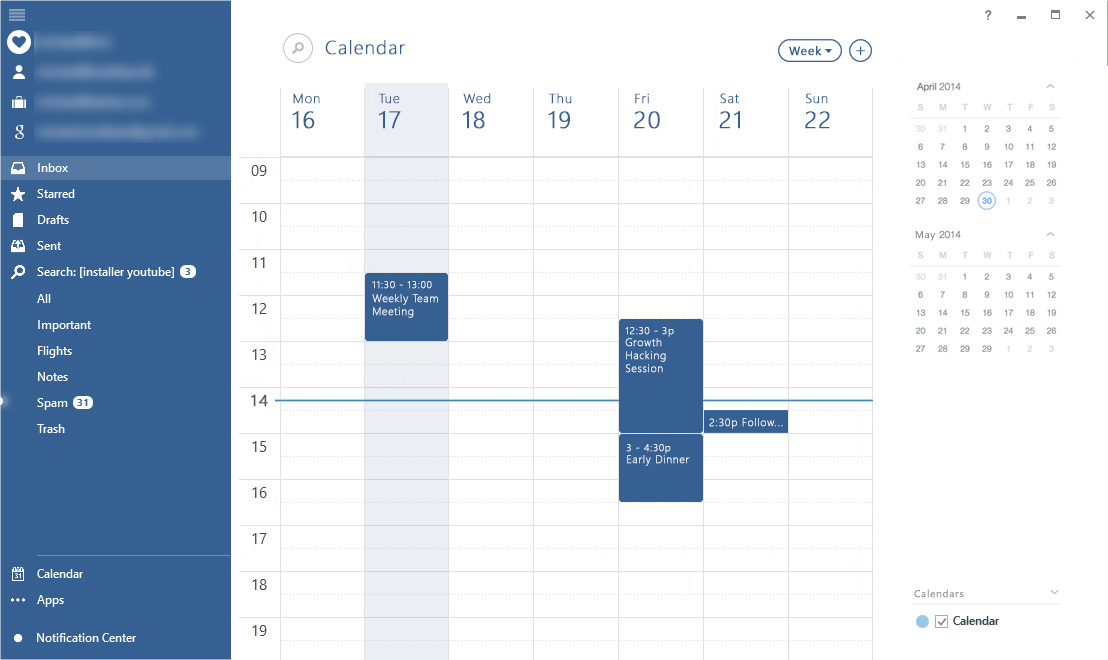 ?
Inbox
Starred
Drafts
Sent
Search: [installer youtube] 3
All
Important
Flights
Notes
Spam 31
Trash
31 Calendar
Apps
Notification Center
Calendar
Week
Mon Tue Wed Thu Fri Sat Sun
16 17 18 19 20 21 22
09
10
11
12
13
14
15
16
17
18
19
11:30 - 13:00
Weekly Team
Meeting
12:30 - 3p
Growth
Hacking
Session
2:30p Follow...
3 - 4:30p
Early Dinner
April 2014
S M T W T F S
30 31 1 2 3 4 5
6 7 8 9 10 11 12
13 14 15 16 17 18 19
20 21 22 23 24 25 26
27 28 29 30 1 2 3
May 2014
S M T W T F S
30 31 1 2 3 4 5
6 7 8 9 10 11 12
13 14 15 16 17 18 19
20 21 22 23 24 25 26
27 28 29 29 1 2 3
Calendars
Calendar